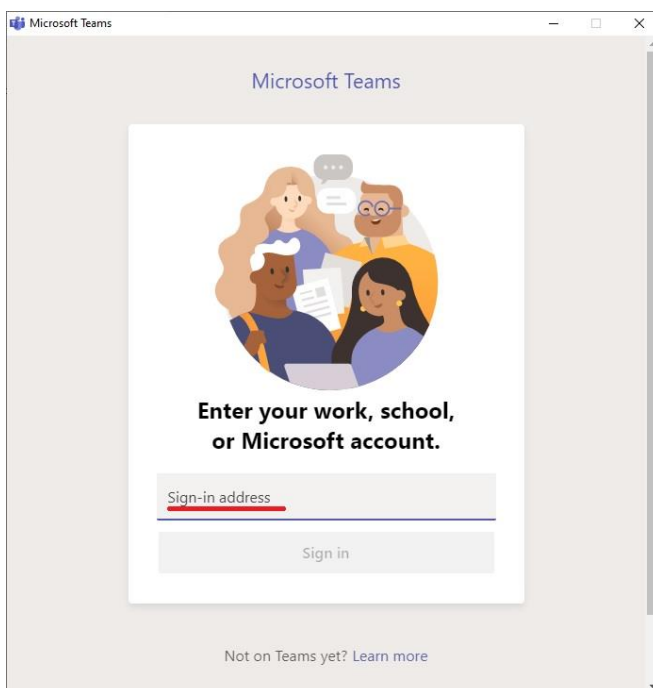 Microsoft Teams
Microsoft Teams
Enter your work, school,
or Microsoft account.
Sign-in address
Sign in
Not on Teams yet? Learn more